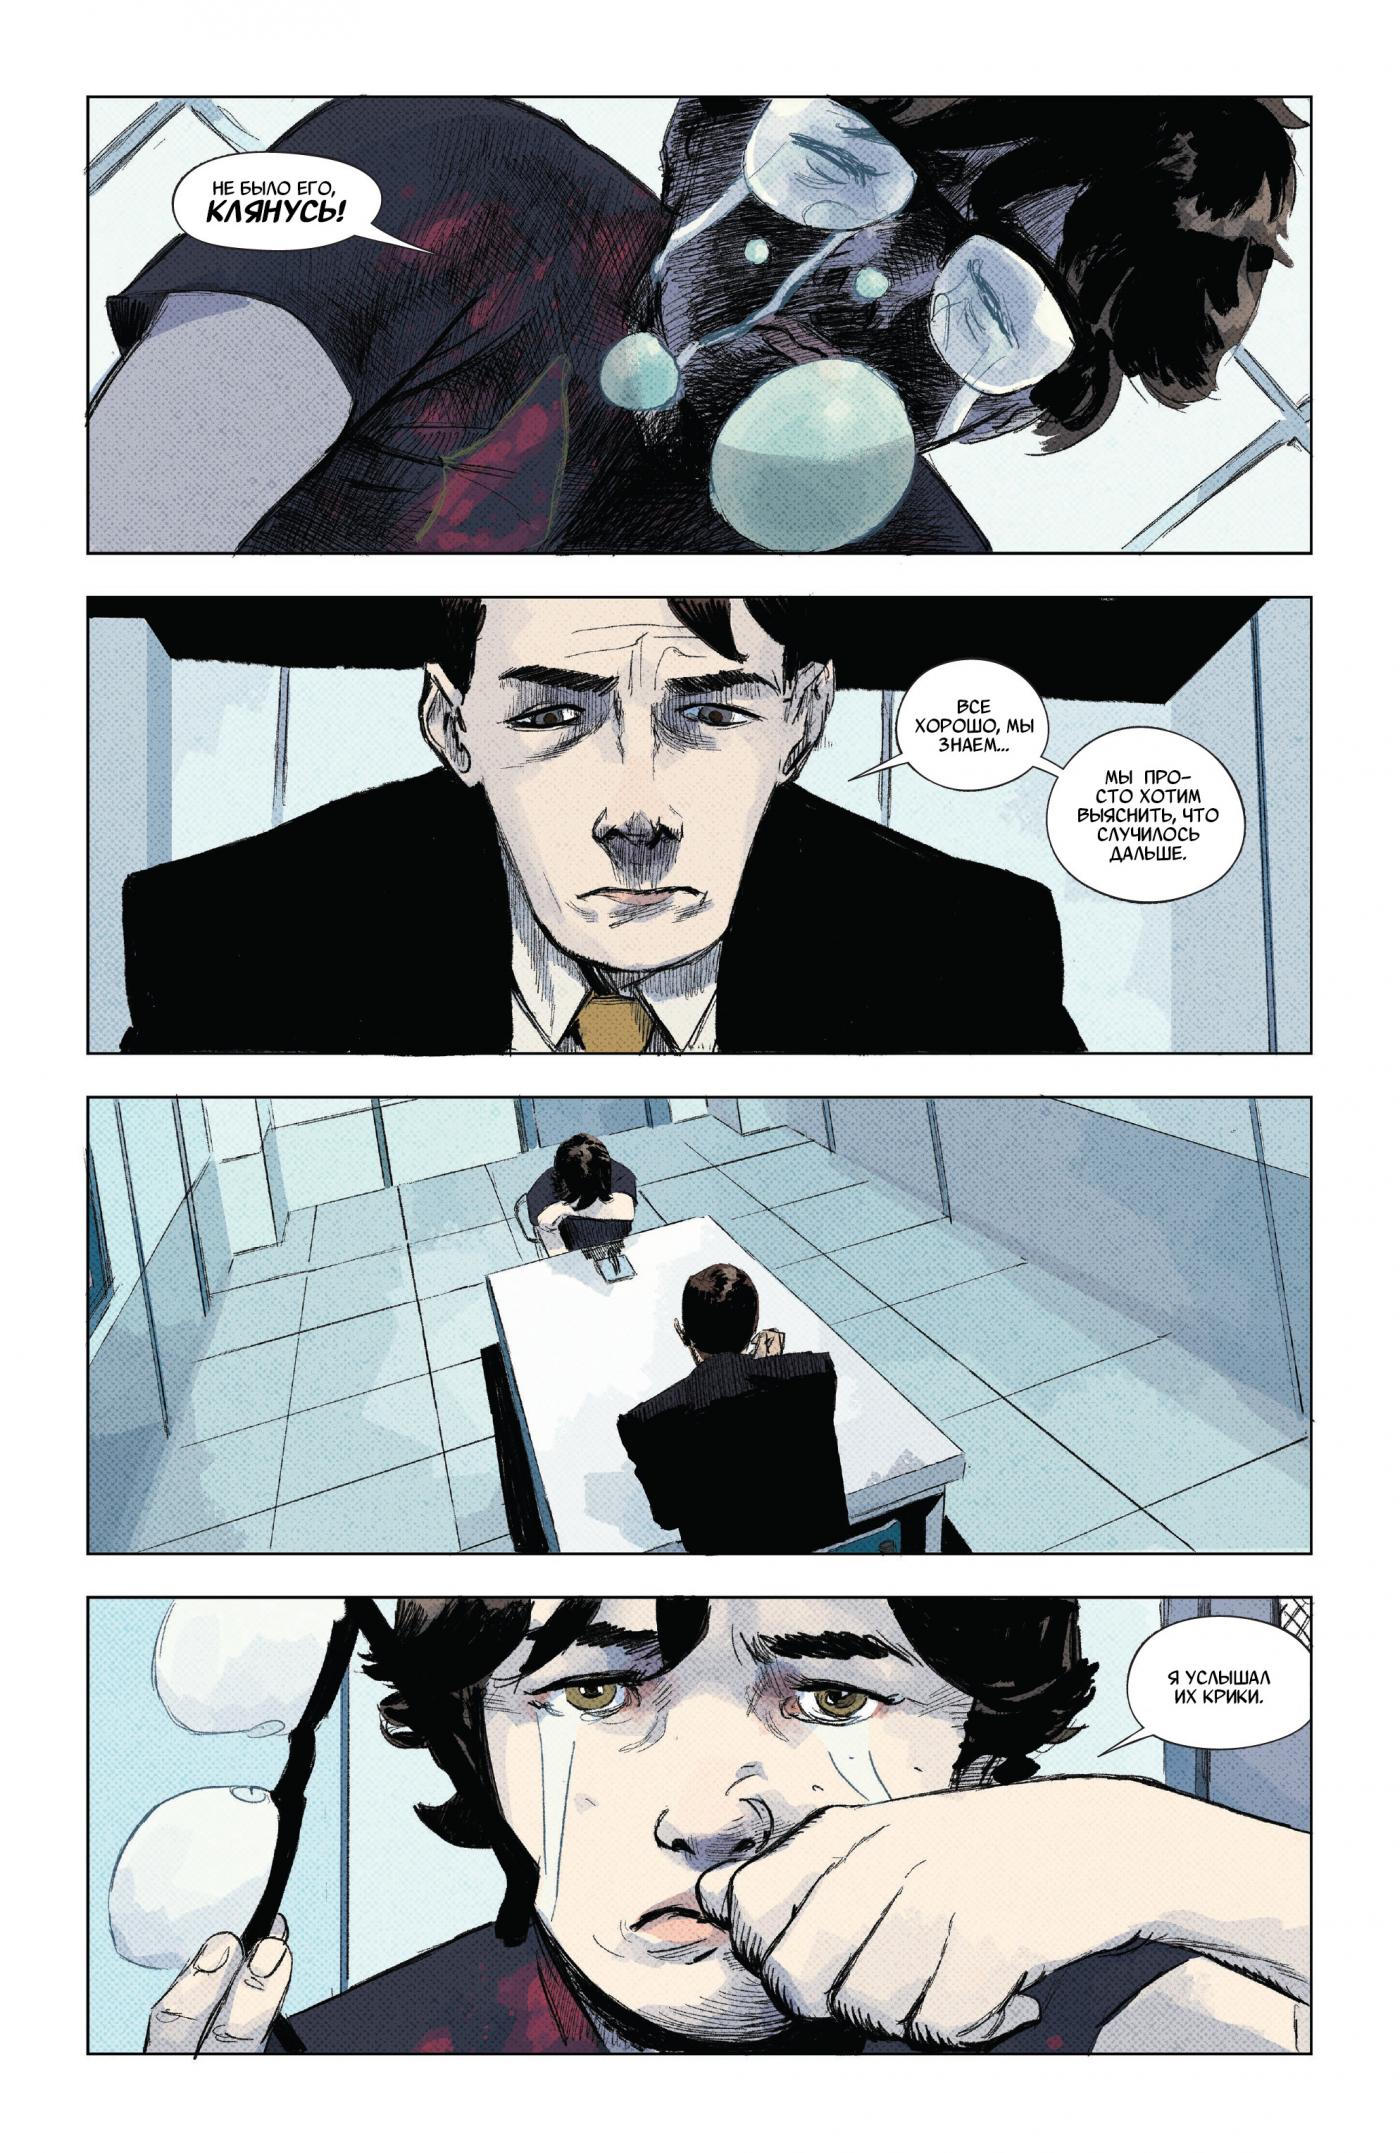 НЕ БЫЛО ЕГО,
КЛЯНУСЬ!
ВСЕ
ХОРОШО, МЫ
ЗНАЕМ...
МЫ ПРО-
СТО ХОТИМ
ВЫЯСНИТЬ, ЧТО
СЛУЧИЛОСЬ
ДАЛЬШЕ.
Я УСЛЫШАЛ
ИХ КРИКИ.